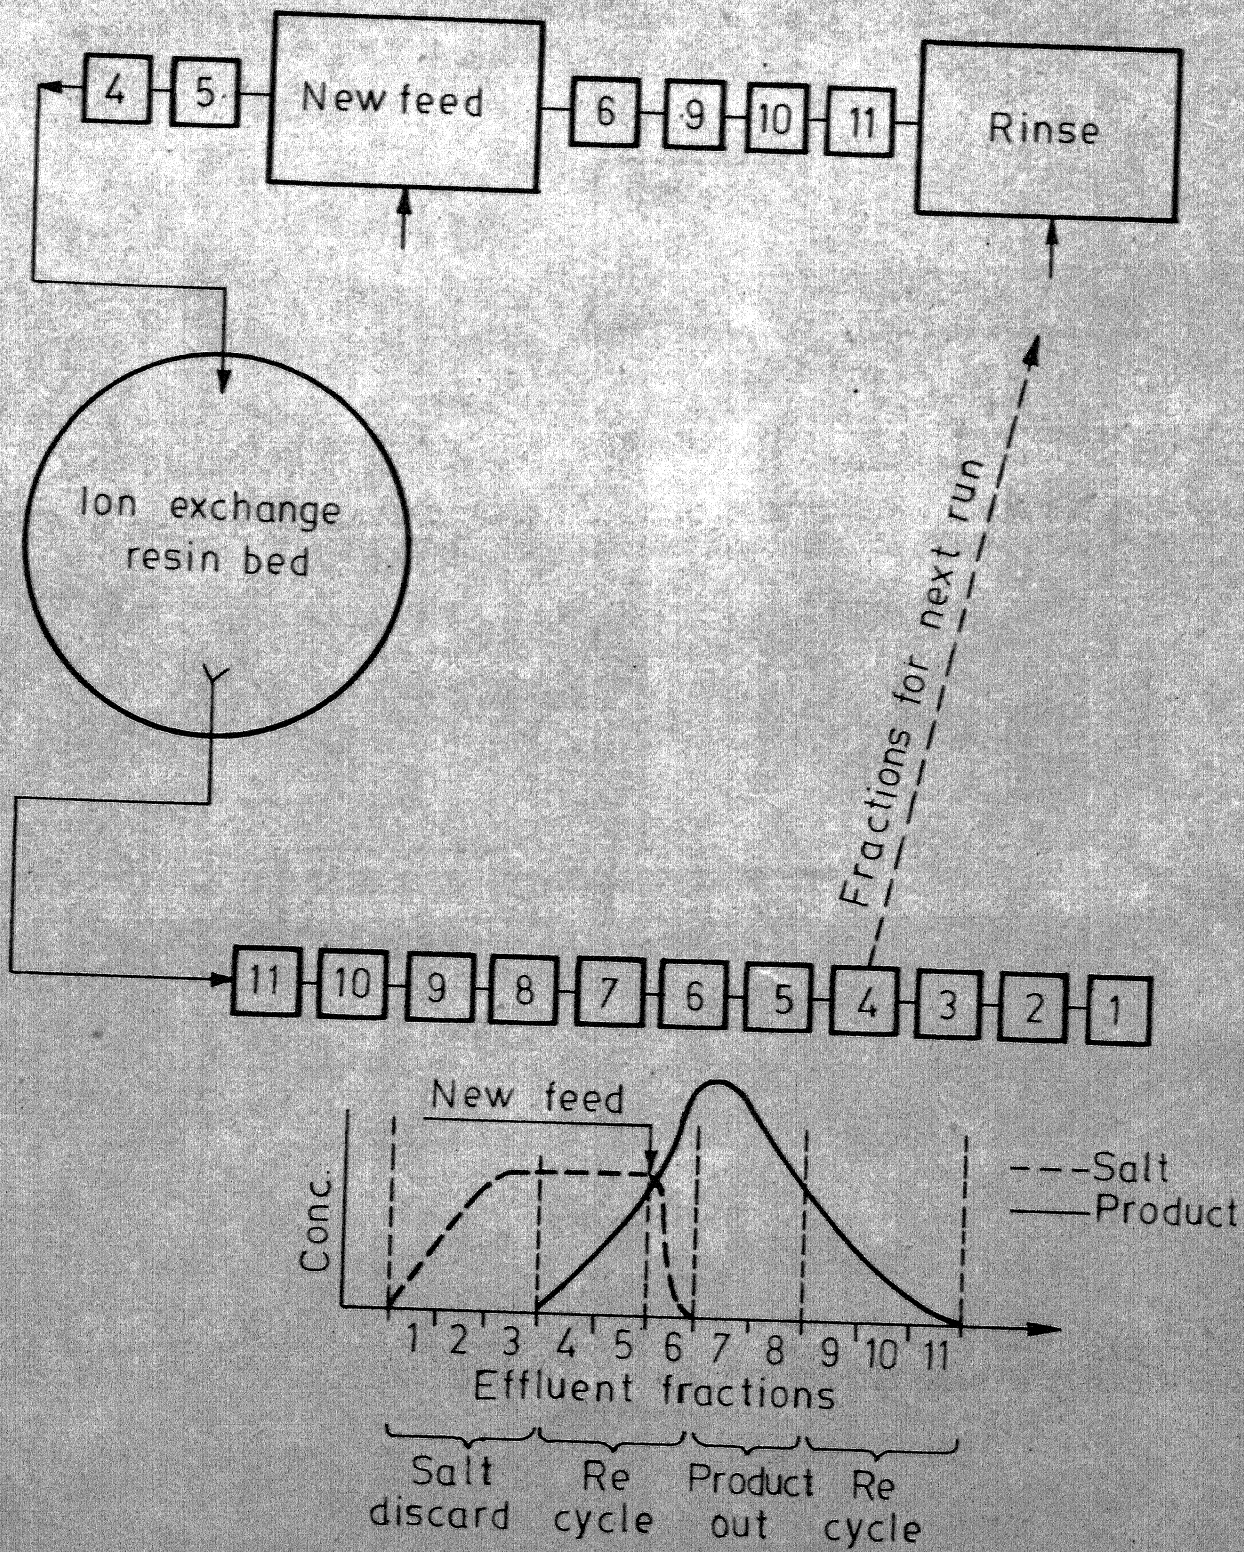 4 5 New feed 6 9 10 11 Rinse
Ion exchange
resin bed
Fractions for next run
11 10 9 8 7 6 5 4 3 2 1
New feed
Conc.
Salt
Product
1 2 3 4 5 6 7 8 9 10 11
Effluent fractions
Salt
discard
Re
cycle
Product
out
Re
cycle